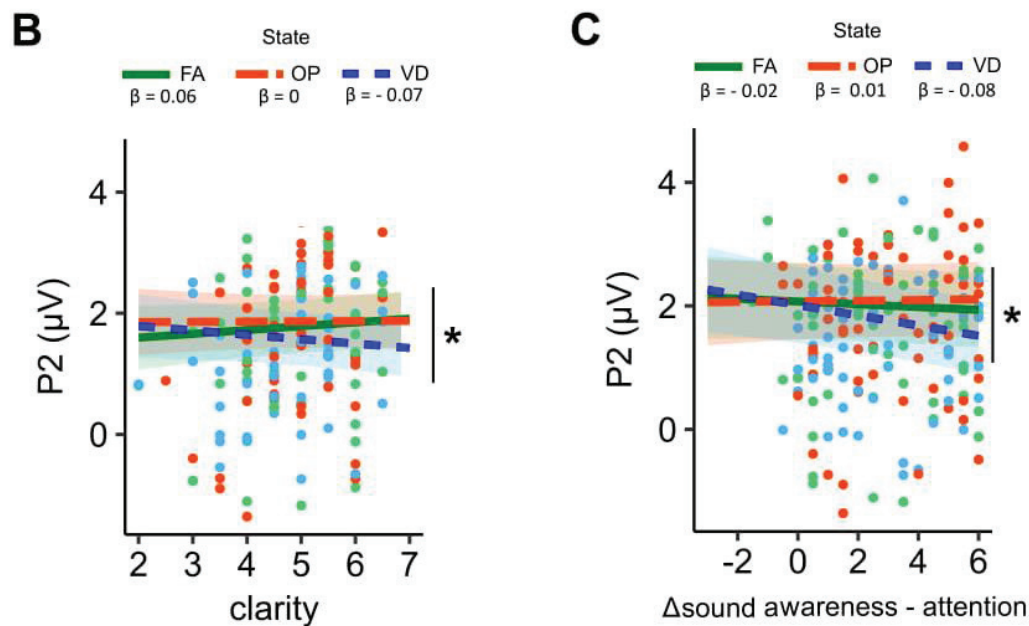 B
State
FA OP VD
β = 0.06 β = 0 β = - 0.07
P2 (µV)
4
2
0
2 3 4 5 6 7
clarity
*
C
State
FA OP VD
β = - 0.02 β = 0.01 β = - 0.08
P2 (µV)
4
2
0
-2 0 2 4 6
Δsound awareness - attention
*